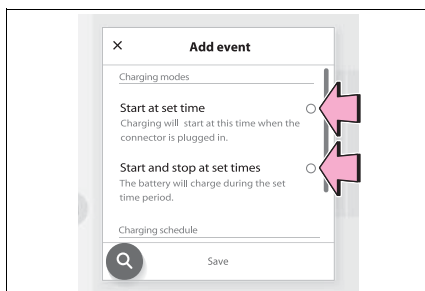 Add event
Charging modes
Start at set time
Charging will start at this time when the
connector is plugged in.
Start and stop at set times
The battery will charge during the set
time period.
Charging schedule
Save